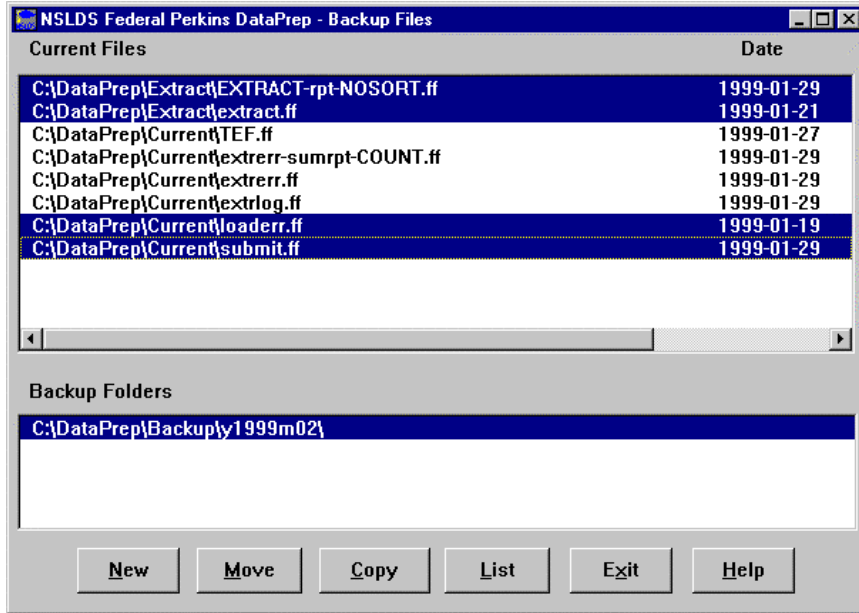 NSLDS Federal Perkins DataPrep - Backup Files
Current Files Date
C:\DataPrep\Extract\EXTRACT-rpt-NOSORT.ff 1999-01-29
C:\DataPrep\Extract\extract.ff 1999-01-21
C:\DataPrep\Current\TEF.ff 1999-01-27
C:\DataPrep\Current\extrerr-sumrpt-COUNT.ff 1999-01-29
C:\DataPrep\Current\extrerr.ff 1999-01-29
C:\DataPrep\Current\extrlog.ff 1999-01-29
C:\DataPrep\Current\loaderr.ff 1999-01-19
C:\DataPrep\Current\submit.ff 1999-01-29
Backup Folders
C:\DataPrep\Backup\y1999m02\
New Move Copy List Exit Help